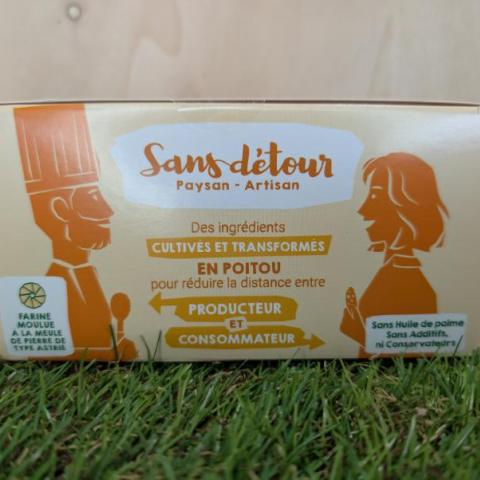 Sans détour
Paysan - Artisan
Des ingrédients
CULTIVÉS ET TRANSFORMÉS
EN POITOU
pour réduire la distance entre
PRODUCTEUR
ET
CONSOMMATEUR
FARINE
MOULUE
A LA MEULE
DE PIERRE DE
TYPE ASTRIÉ
Sans Huile de palme
Sans Additifs,
ni Conservateurs